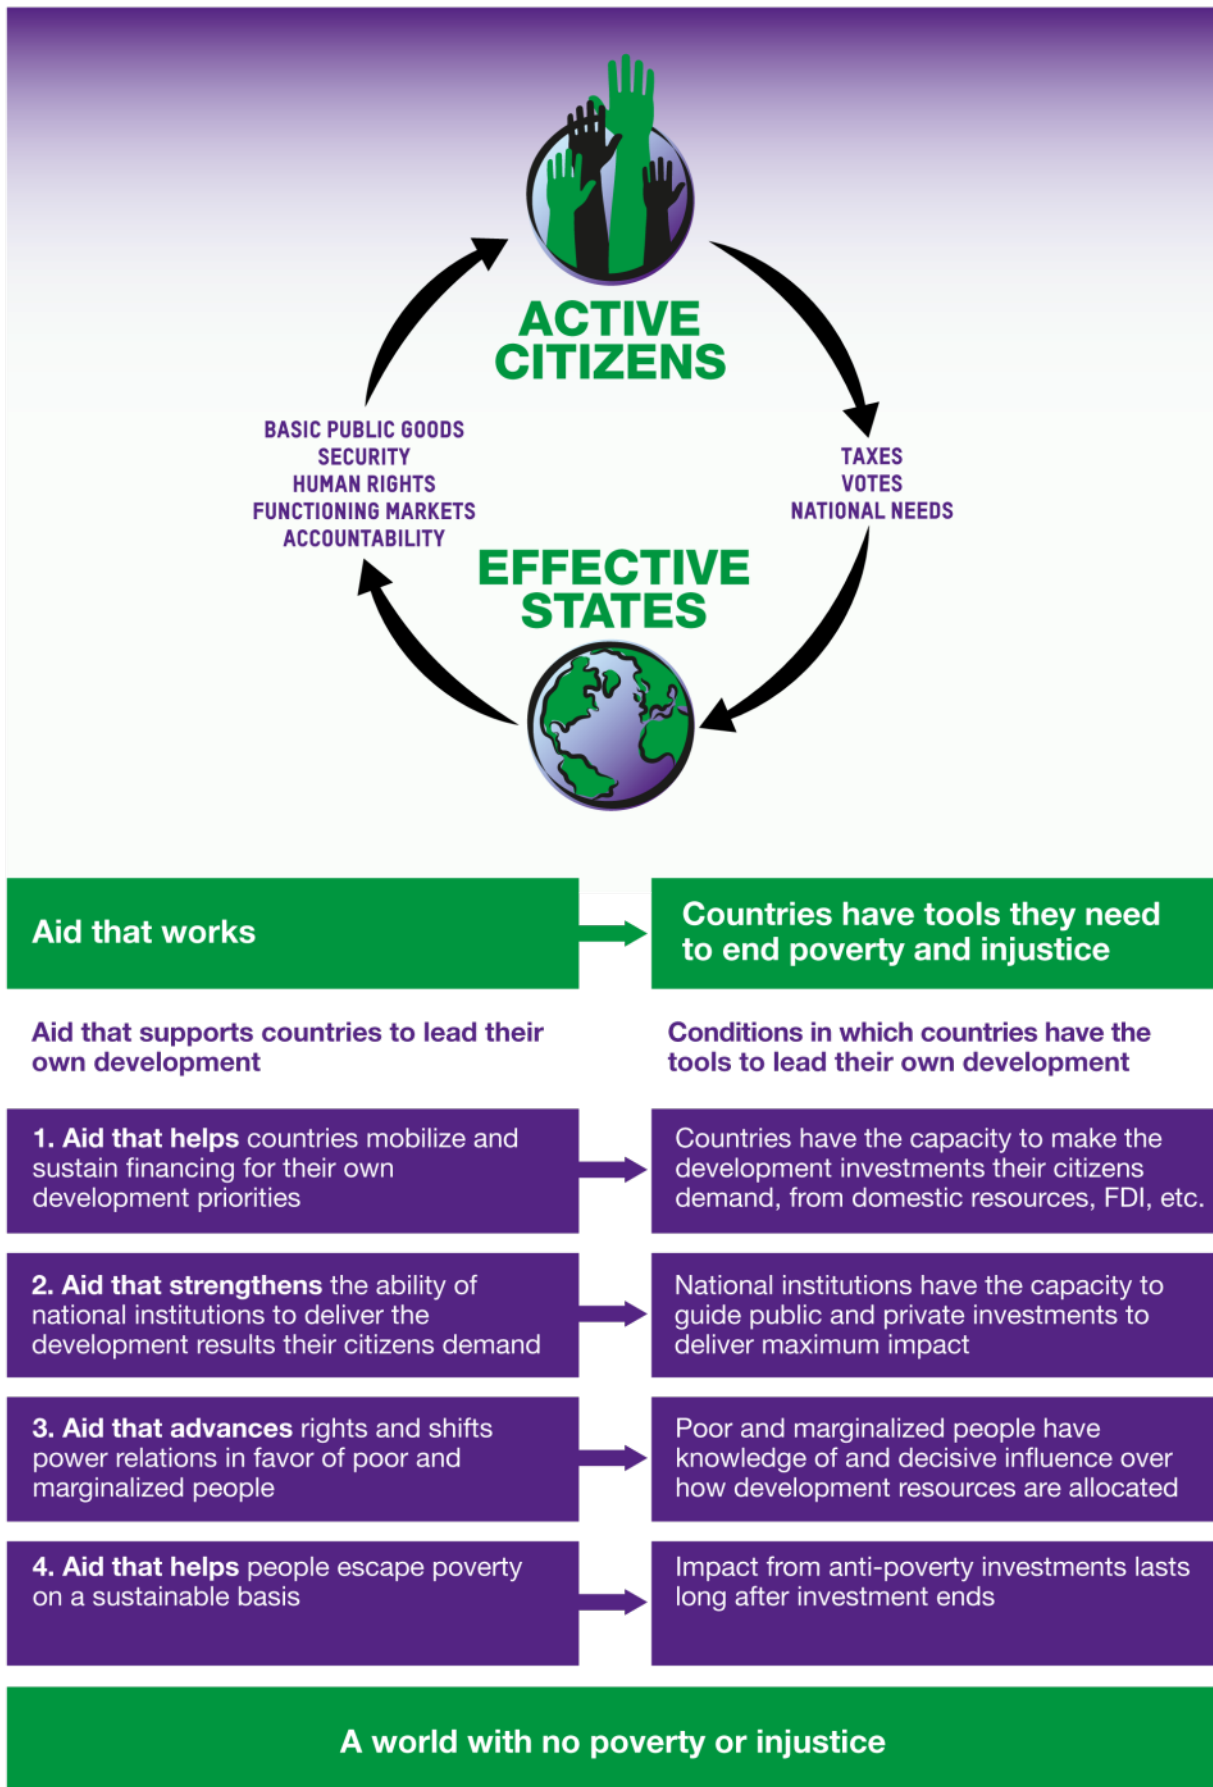 ACTIVE
CITIZENS
BASIC PUBLIC GOODS
SECURITY
HUMAN RIGHTS
FUNCTIONING MARKETS
ACCOUNTABILITY
TAXES
VOTES
NATIONAL NEEDS
EFFECTIVE
STATES
Aid that works
Countries have tools they need
to end poverty and injustice
Aid that supports countries to lead their
own development
Conditions in which countries have the
tools to lead their own development
1. Aid that helps countries mobilize and
sustain financing for their own
development priorities
Countries have the capacity to make the
development investments their citizens
demand, from domestic resources, FDI, etc.
2. Aid that strengthens the ability of
national institutions to deliver the
development results their citizens demand
National institutions have the capacity to
guide public and private investments to
deliver maximum impact
3. Aid that advances rights and shifts
power relations in favor of poor and
marginalized people
Poor and marginalized people have
knowledge of and decisive influence over
how development resources are allocated
4. Aid that helps people escape poverty
on a sustainable basis
Impact from anti-poverty investments lasts
long after investment ends
A world with no poverty or injustice